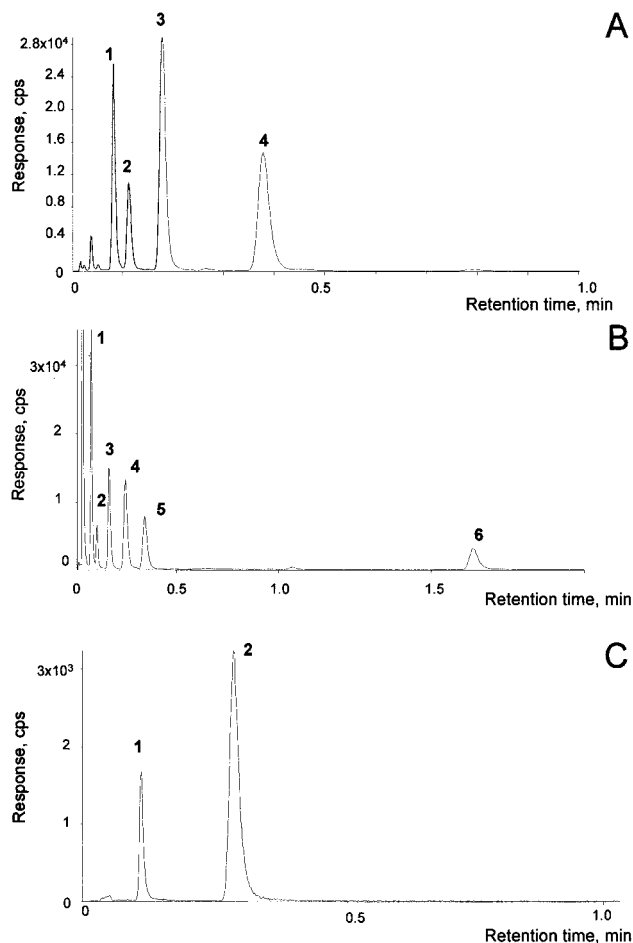 A
Response, cps
2.8x10⁴
2.4
2.0
1.6
1.2
0.8
0.4
0
1
2
3
4
0
0.5
1.0
Retention time, min
B
Response, cps
3x10⁴
2
1
0
1
2
3
4
5
6
0
0.5
1.0
1.5
Retention time, min
C
Response, cps
3x10³
2
1
0
1
2
0
0.5
1.0
Retention time, min